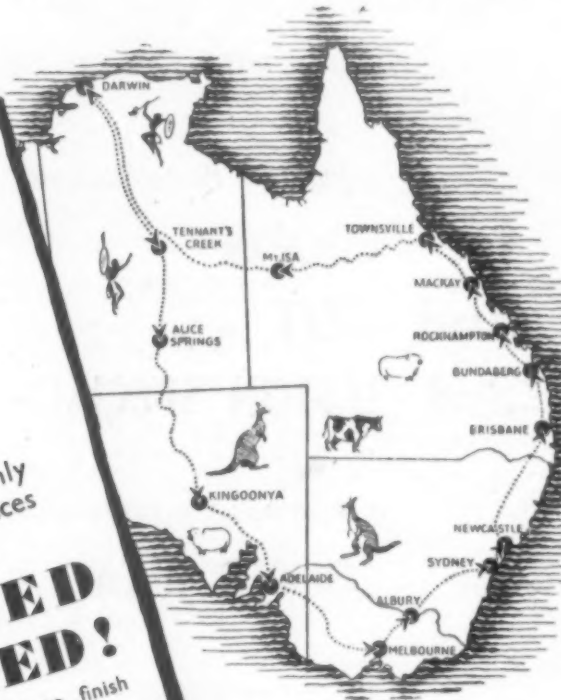 DARWIN
TENNANT'S
CREEK
Mt ISA
TOWNSVILLE
MACKAY
ROCKHAMPTON
BUNDABERG
ALICE
SPRINGS
ERISBANE
KINGOONYA
NEWCASTLE
SYDNEY
ADELAIDE
ALBURY
MELBOURNE
nly
ces
ED
ED!
finish